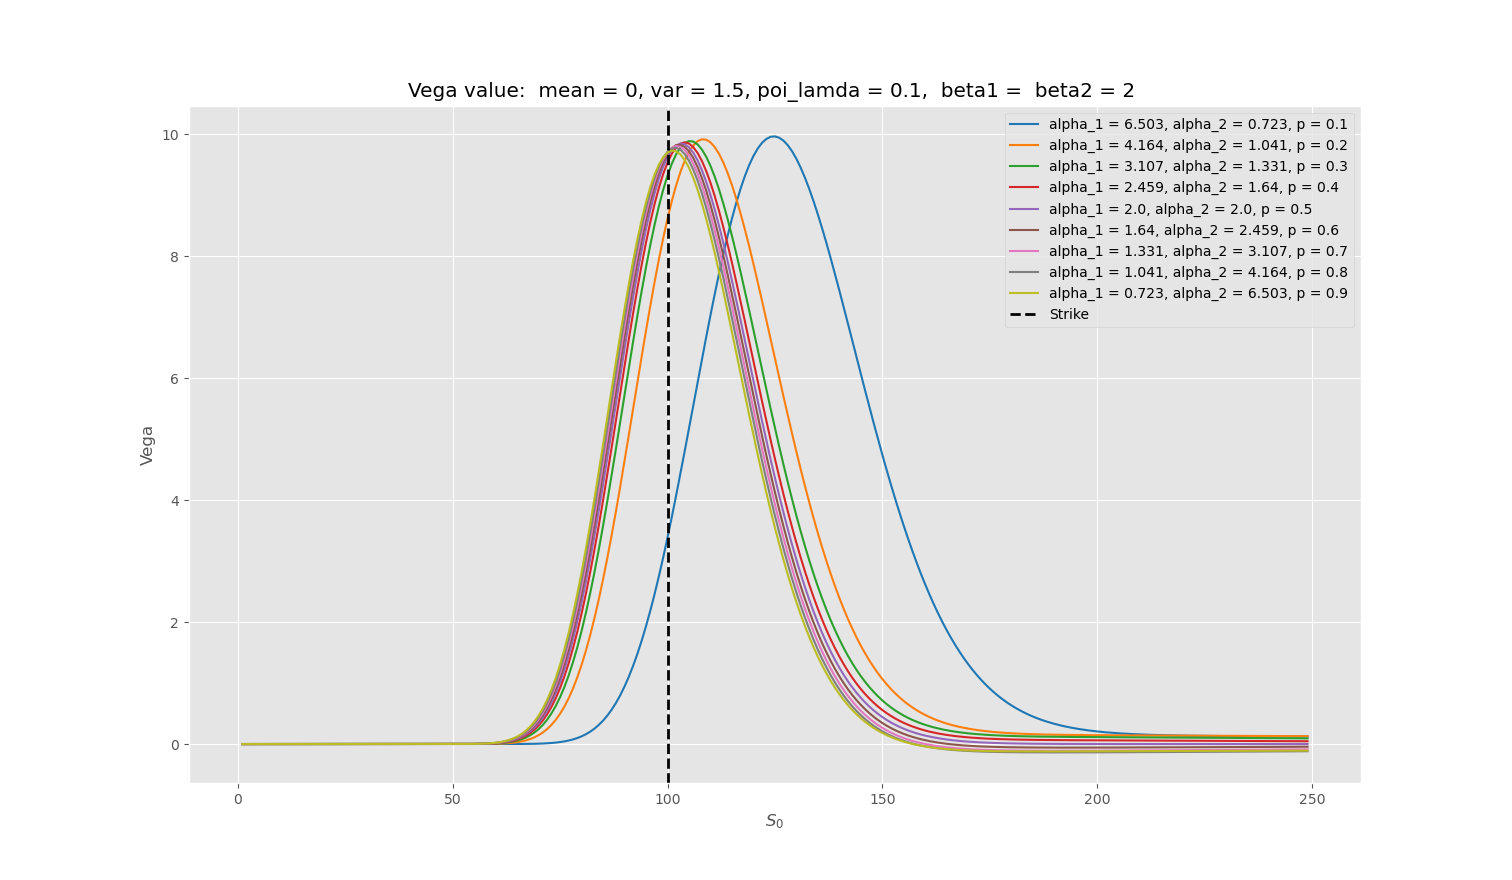 Vega value:  mean = 0, var = 1.5, poi_lamda = 0.1,  beta1 =  beta2 = 2
alpha_1 = 6.503, alpha_2 = 0.723, p = 0.1
alpha_1 = 4.164, alpha_2 = 1.041, p = 0.2
alpha_1 = 3.107, alpha_2 = 1.331, p = 0.3
alpha_1 = 2.459, alpha_2 = 1.64, p = 0.4
alpha_1 = 2.0, alpha_2 = 2.0, p = 0.5
alpha_1 = 1.64, alpha_2 = 2.459, p = 0.6
alpha_1 = 1.331, alpha_2 = 3.107, p = 0.7
alpha_1 = 1.041, alpha_2 = 4.164, p = 0.8
alpha_1 = 0.723, alpha_2 = 6.503, p = 0.9
Strike
10
8
6
4
2
0
Vega
0 50 100 150 200 250
S₀